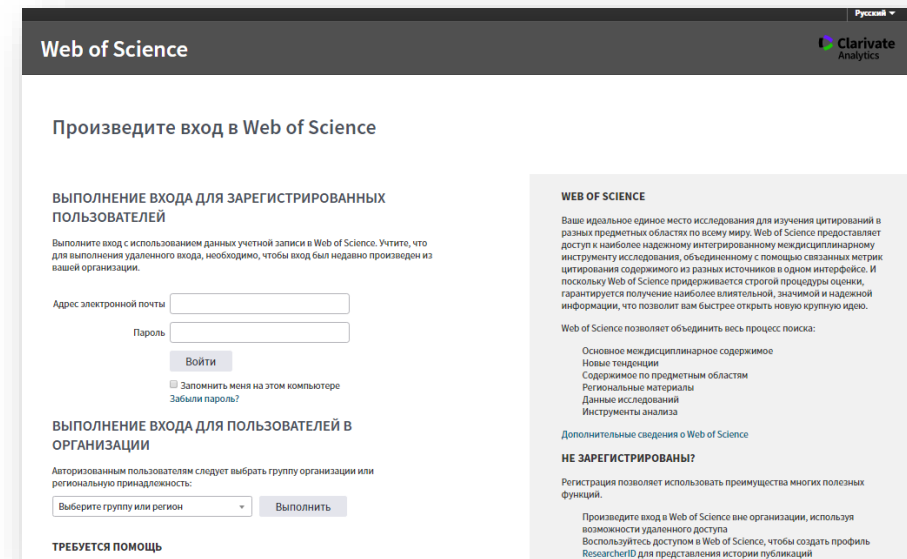 Русский
Web of Science
Clarivate
Analytics
Произведите вход в Web of Science
ВЫПОЛНЕНИЕ ВХОДА ДЛЯ ЗАРЕГИСТРИРОВАННЫХ
ПОЛЬЗОВАТЕЛЕЙ
Выполните вход с использованием данных учетной записи в Web of Science. Учтите, что
для выполнения удаленного входа, необходимо, чтобы вход был недавно произведен из
вашей организации.
Адрес электронной почты
Пароль
Войти
Запомнить меня на этом компьютере
Забыли пароль?
ВЫПОЛНЕНИЕ ВХОДА ДЛЯ ПОЛЬЗОВАТЕЛЕЙ В
ОРГАНИЗАЦИИ
Авторизованным пользователям следует выбрать группу организации или
региональную принадлежность:
Выберите группу или регион
Выполнить
ТРЕБУЕТСЯ ПОМОЩЬ
WEB OF SCIENCE
Ваше идеальное единое место исследования для изучения цитирований в
разных предметных областях по всему миру. Web of Science предоставляет
доступ к наиболее надежному интегрированному междисциплинарному
инструменту исследования, объединенному с помощью связанных метрик
цитирования содержимого из разных источников в одном интерфейсе. И
поскольку Web of Science придерживается строгой процедуры оценки,
гарантируется получение наиболее влиятельной, значимой и надежной
информации, что позволит вам быстрее открыть новую крупную идею.
Web of Science позволяет объединить весь процесс поиска:
Основное междисциплинарное содержимое
Новые тенденции
Содержимое по предметным областям
Региональные материалы
Данные исследований
Инструменты анализа
Дополнительные сведения о Web of Science
НЕ ЗАРЕГИСТРИРОВАНЫ?
Регистрация позволяет использовать преимущества многих полезных
функций.
Произведите вход в Web of Science вне организации, используя
возможности удаленного доступа
Воспользуйтесь доступом в Web of Science, чтобы создать профиль
ResearcherID для представления истории публикаций